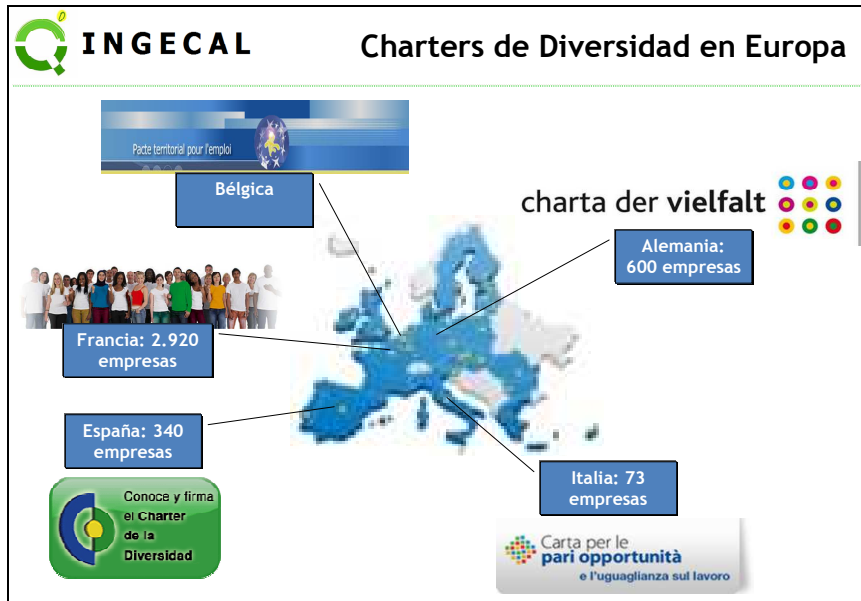 INGECAL
Charters de Diversidad en Europa
Pacte territorial pour l'emploi
Bélgica
charta der vielfalt
Alemania:
600 empresas
Francia: 2.920
empresas
España: 340
empresas
Italia: 73
empresas
Conoce y firma
el Charter
de la
Diversidad
Carta per le
pari opportunità
e l'uguaglianza sul lavoro